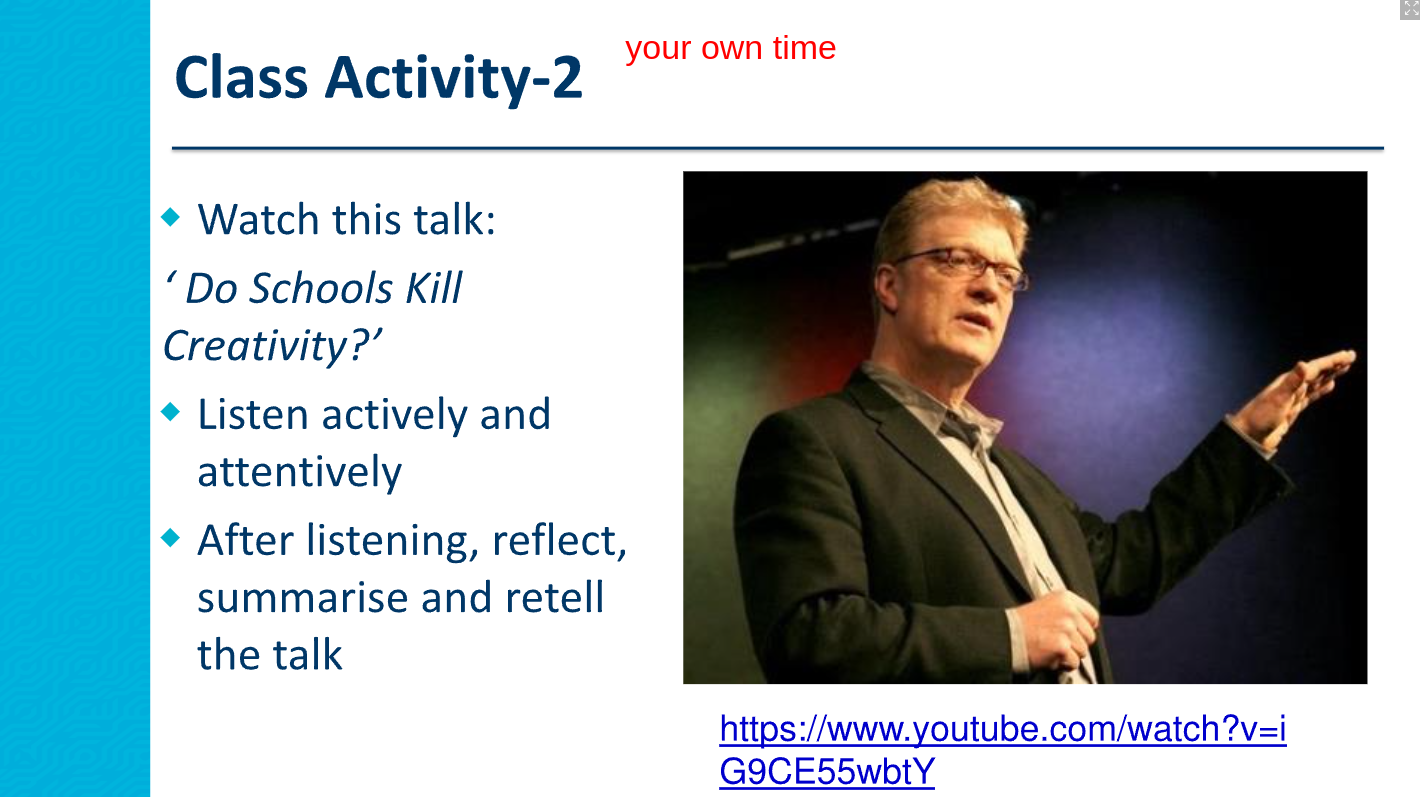 Class Activity-2
your own time
Watch this talk:
‘ Do Schools Kill
Creativity?’
Listen actively and
attentively
After listening, reflect,
summarise and retell
the talk
https://www.youtube.com/watch?v=i
G9CE55wbtY